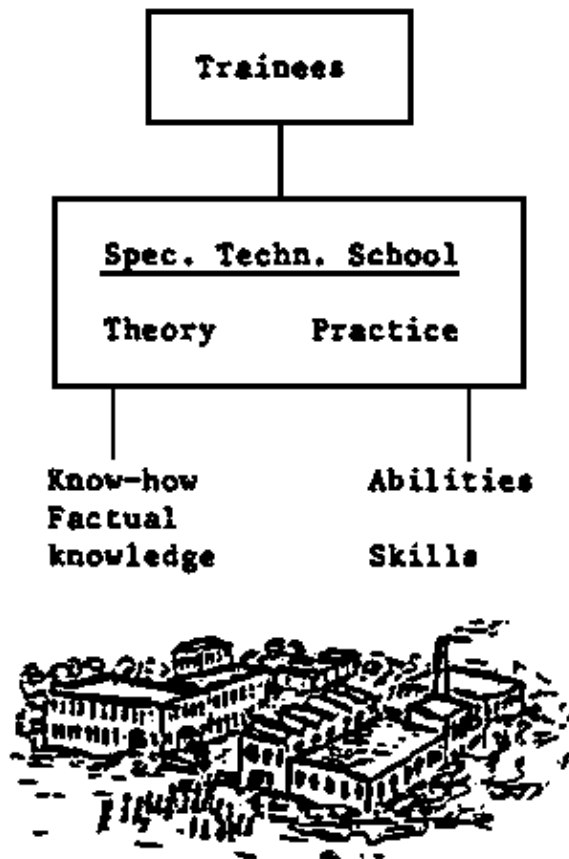 Trainees
Spec. Techn. School
Theory Practice
Know-how Abilities
Factual
knowledge Skills